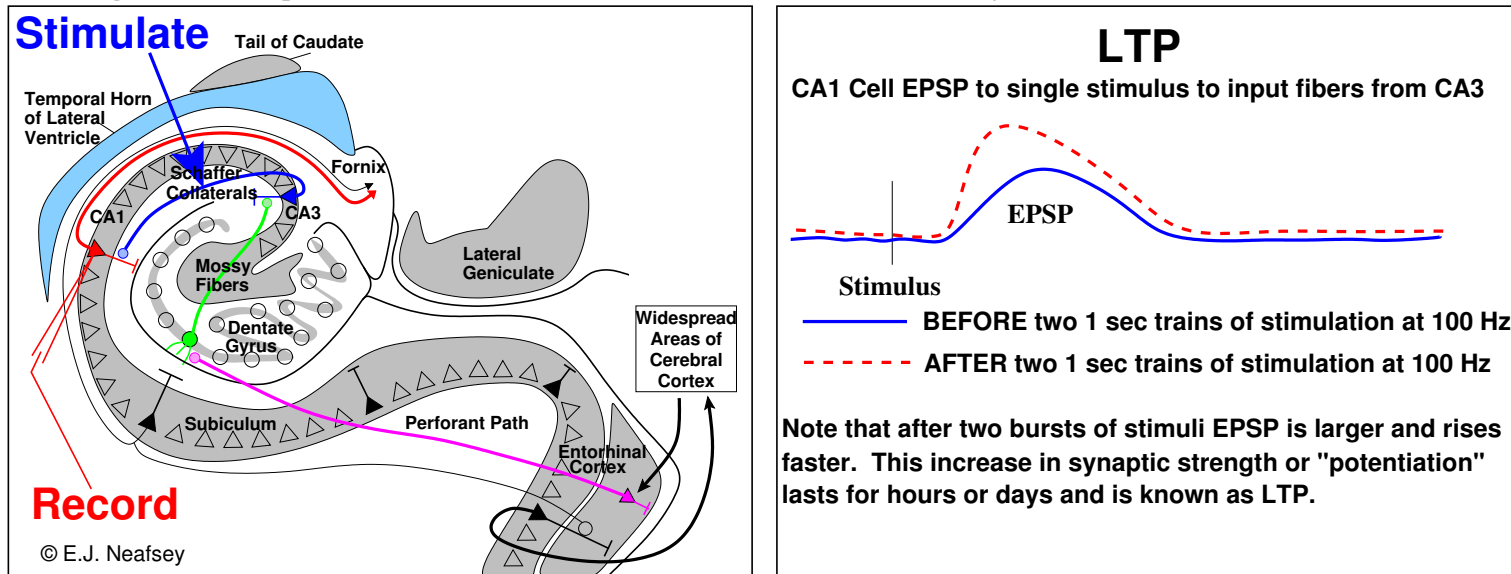 Stimulate
Tail of Caudate
Temporal Horn
of Lateral
Ventricle
Schaffer
Collaterals
Fornix
CA1
CA3
Mossy
Fibers
Lateral
Geniculate
Dentate
Gyrus
Widespread
Areas of
Cerebral
Cortex
Subiculum
Perforant Path
Entorhinal
Cortex
Record
© E.J. Neafsey
LTP
CA1 Cell EPSP to single stimulus to input fibers from CA3
EPSP
Stimulus
BEFORE two 1 sec trains of stimulation at 100 Hz
AFTER two 1 sec trains of stimulation at 100 Hz
Note that after two bursts of stimuli EPSP is larger and rises
faster. This increase in synaptic strength or "potentiation"
lasts for hours or days and is known as LTP.